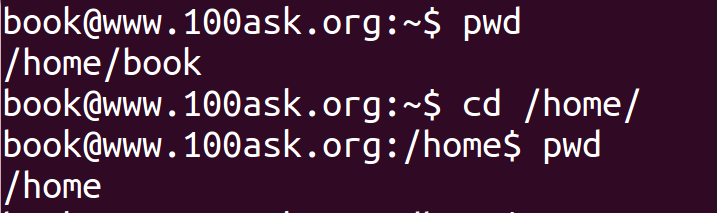 book@www.100ask.org:~$ pwd
/home/book
book@www.100ask.org:~$ cd /home/
book@www.100ask.org:/home$ pwd
/home